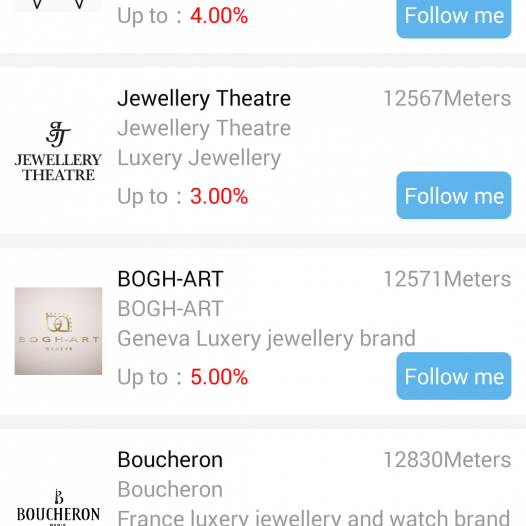 Up to : 4.00%
Follow me
Jewellery Theatre
12567Meters
Jewellery Theatre
Luxery Jewellery
JEWELLERY
THEATRE
Up to : 3.00%
Follow me
BOGH-ART
12571Meters
BOGH-ART
Geneva Luxery jewellery brand
BOGH-ART
GENEVE
Up to : 5.00%
Follow me
Boucheron
12830Meters
Boucheron
BOUCHERON
France luxery jewellery and watch brand